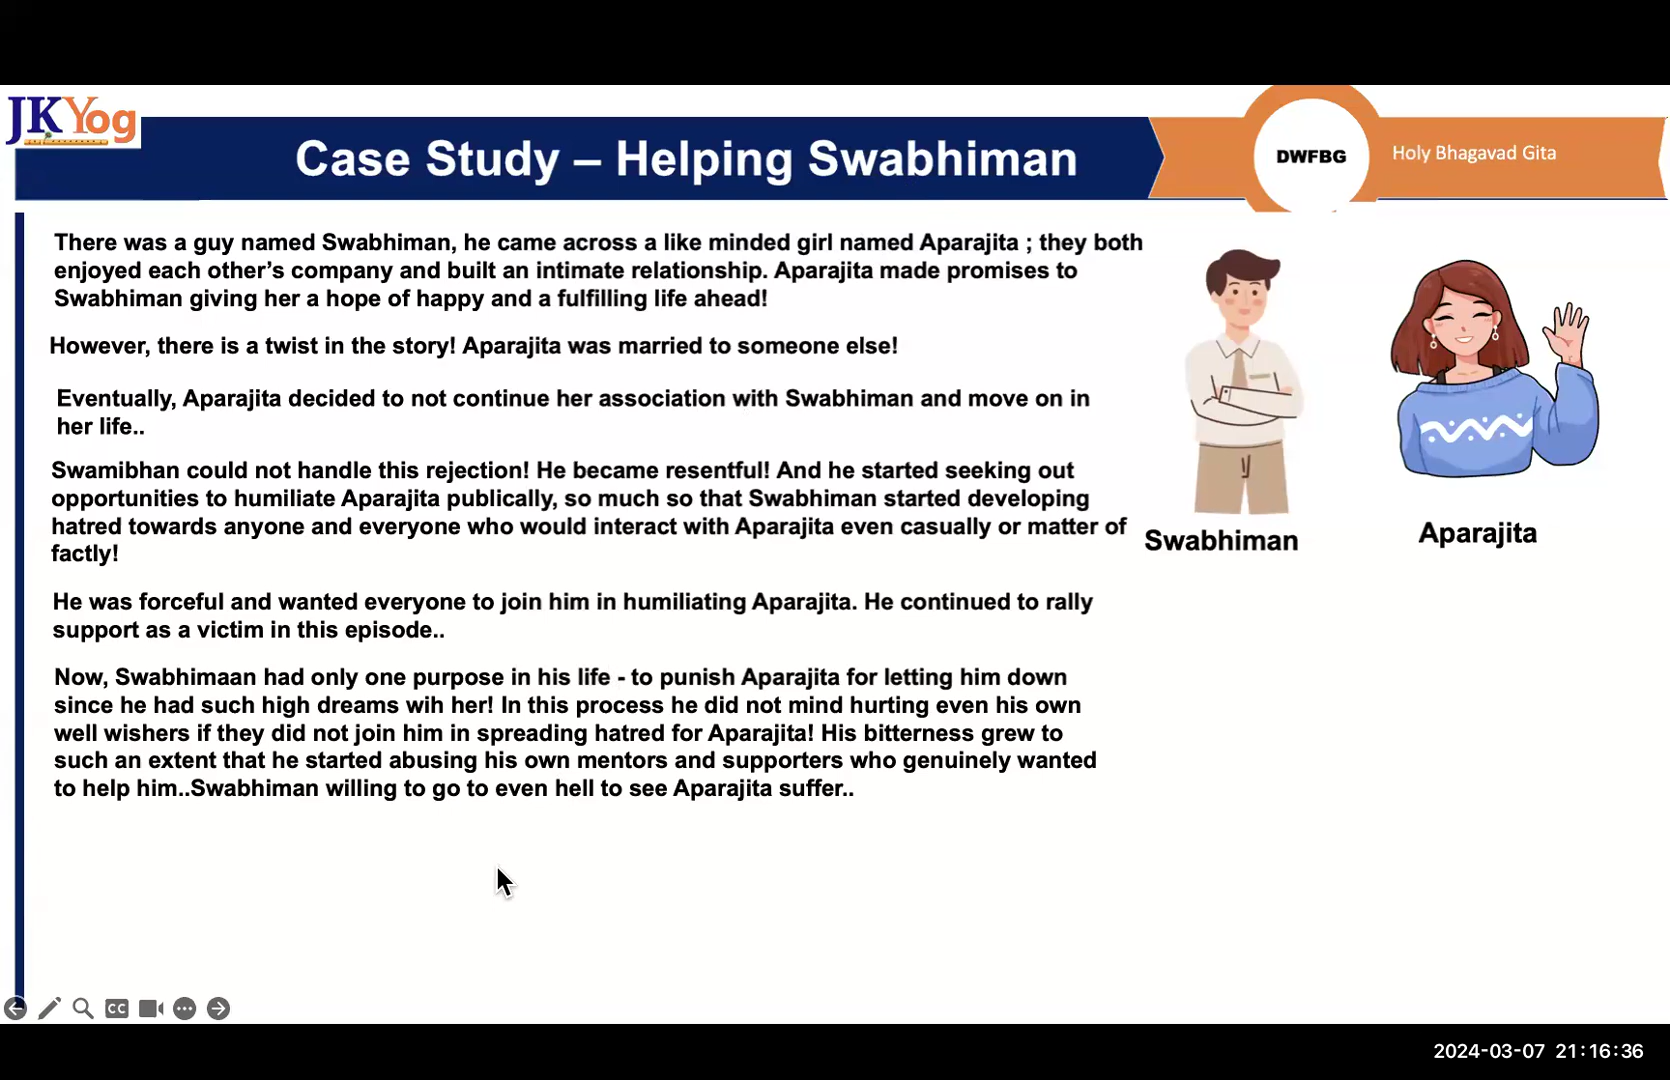 JKYog
Case Study – Helping Swabhiman
DWFBG
Holy Bhagavad Gita
There was a guy named Swabhiman, he came across a like minded girl named Aparajita ; they both
enjoyed each other’s company and built an intimate relationship. Aparajita made promises to
Swabhiman giving her a hope of happy and a fulfilling life ahead!
However, there is a twist in the story! Aparajita was married to someone else!
Eventually, Aparajita decided to not continue her association with Swabhiman and move on in
her life..
Swamibhan could not handle this rejection! He became resentful! And he started seeking out
opportunities to humiliate Aparajita publically, so much so that Swabhiman started developing
hatred towards anyone and everyone who would interact with Aparajita even casually or matter of
factly!
He was forceful and wanted everyone to join him in humiliating Aparajita. He continued to rally
support as a victim in this episode..
Now, Swabhimaan had only one purpose in his life - to punish Aparajita for letting him down
since he had such high dreams wih her! In this process he did not mind hurting even his own
well wishers if they did not join him in spreading hatred for Aparajita! His bitterness grew to
such an extent that he started abusing his own mentors and supporters who genuinely wanted
to help him..Swabhiman willing to go to even hell to see Aparajita suffer..
Swabhiman
Aparajita
CC
2024-03-07 21:16:36